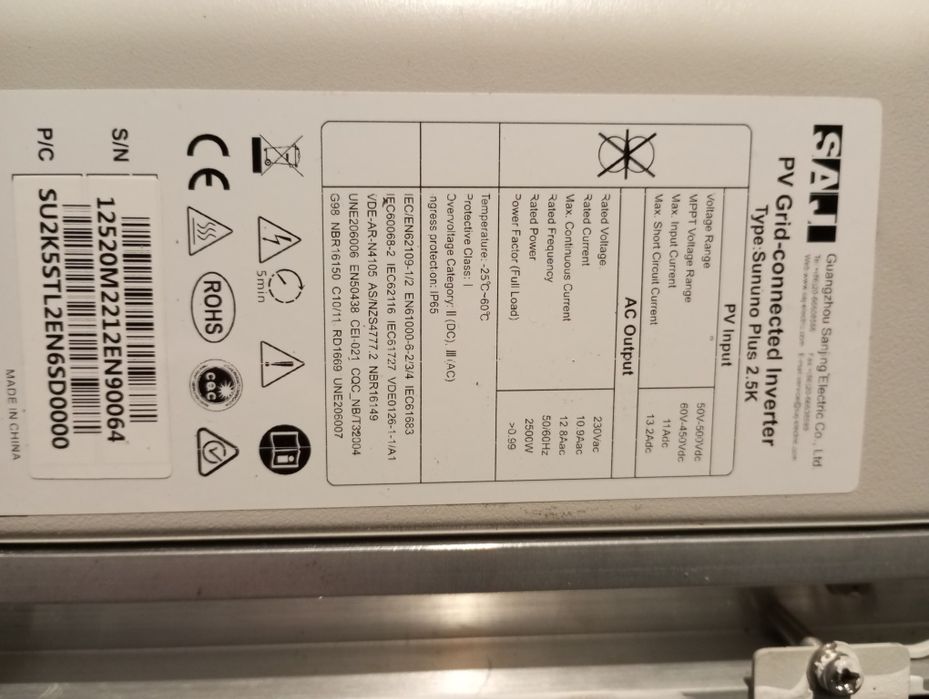 SAJ
Guangzhou Sanjing Electric Co., Ltd.
PV Grid-connected Inverter
Type:Sununo Plus 2.5K
PV Input
Voltage Range 50V-500Vdc
MPPT Voltage Range 60V-450Vdc
Max. Input Current 11Adc
Max. Short Circuit Current 13.2Adc
AC Output
Rated Voltage 230Vac
Rated Current 10.9Aac
Max. Continuous Current 12.8Aac
Rated Frequency 50/60Hz
Rated Power 2500W
Power Factor (Full Load) >0.99
Temperature: -25℃~60℃
Protective Class: I
Overvoltage Category: II (DC), III (AC)
Ingress protection: IP65
IEC/EN62109-1/2 EN61000-6-2/3/4 IEC61683
IEC60068-2 IEC62116 IEC61727 VDE0126-1-1/A1
VDE-AR-N4105 AS/NZS4777.2 NBR16149
UNE206006 EN50438 CEI-021 CQC_NB/T32004
G98 NBR16150 C10/11 RD1669 UNE206007
5min
CE
ROHS
cqc
S/N 12520M2212EN90064
P/C SU2K5STL2EN6SD0000
MADE IN CHINA